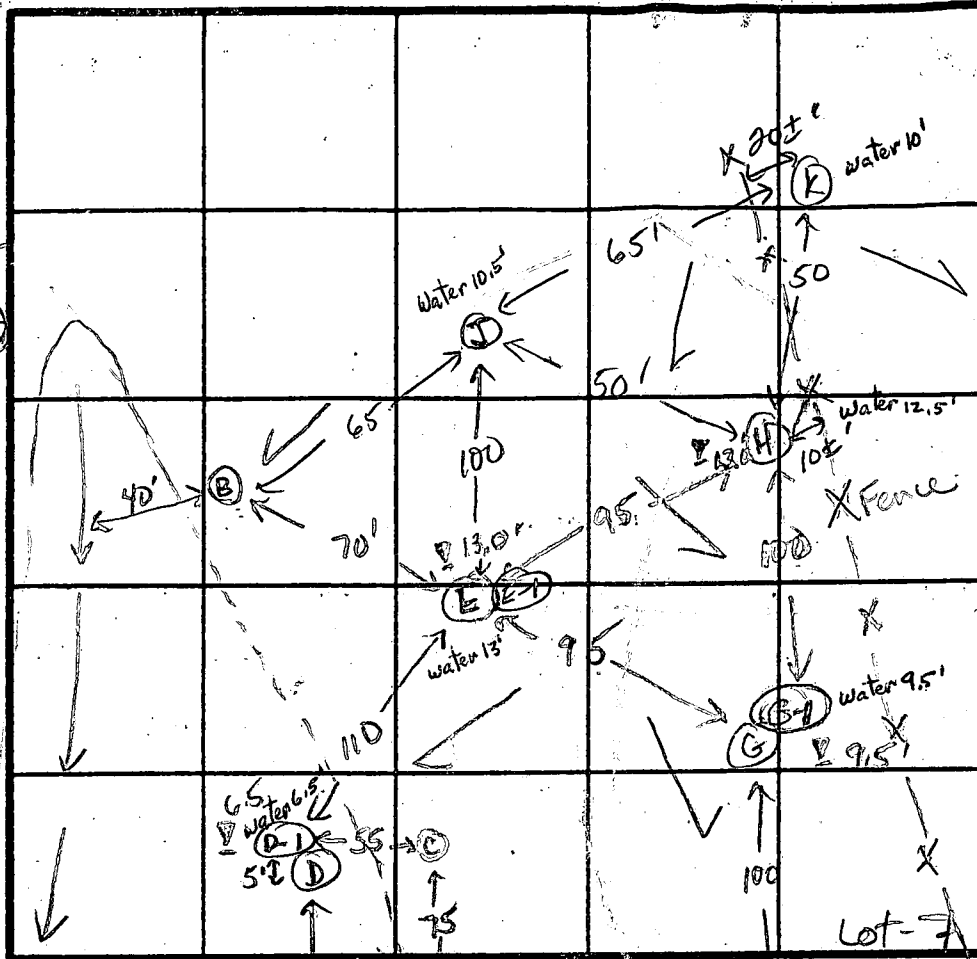 20±'
K
water 10'
65'
50
Water 10.5'
J
50'
65
Water 12.5'
H
10±'
100
B
40'
95
X Fence
70'
13.0
100
E
E-1
water 13'
95
G-1
water 9.5'
G
9.5'
110
6.5
water 6.5'
D-1
55
C
5'
D
100
75
Lot-7